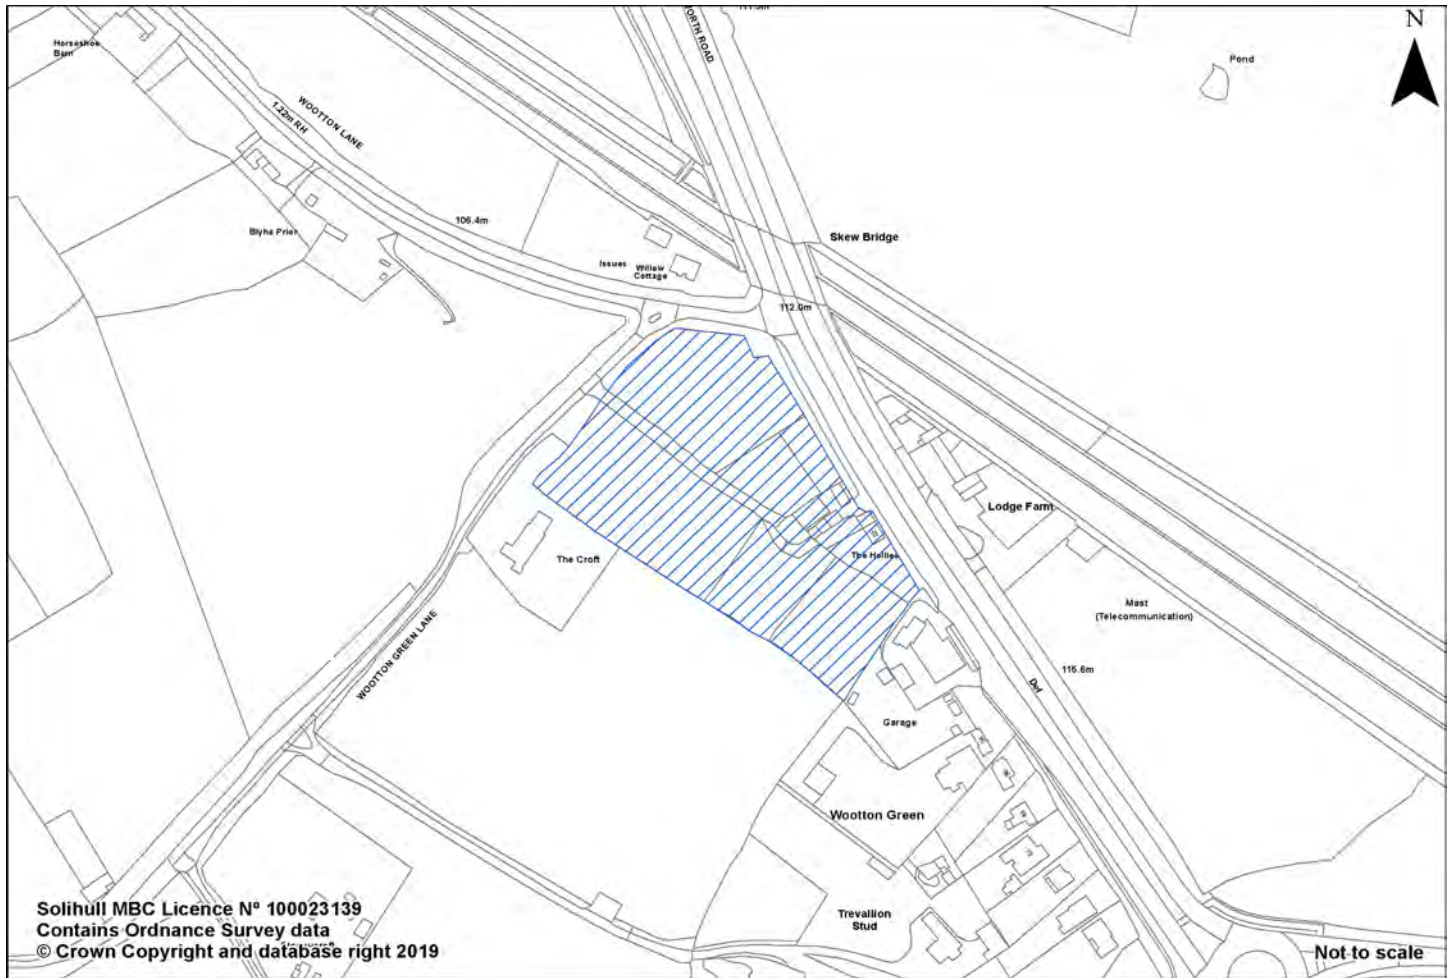 N
Horseshoe
Barn
ORTH ROAD
Pond
WOOTTON LANE
1.22m RH
106.4m
Blyhs Prior
Skew Bridge
Issues
Willow
Cottage
112.0m
Lodge Farm
The Hollies
The Croft
Mast
(Telecommunication)
WOOTTON GREEN LANE
115.6m
Def
Garage
Wootton Green
Trevallion
Stud
Solihull MBC Licence Nº 100023139
Contains Ordnance Survey data
© Crown Copyright and database right 2019
Not to scale